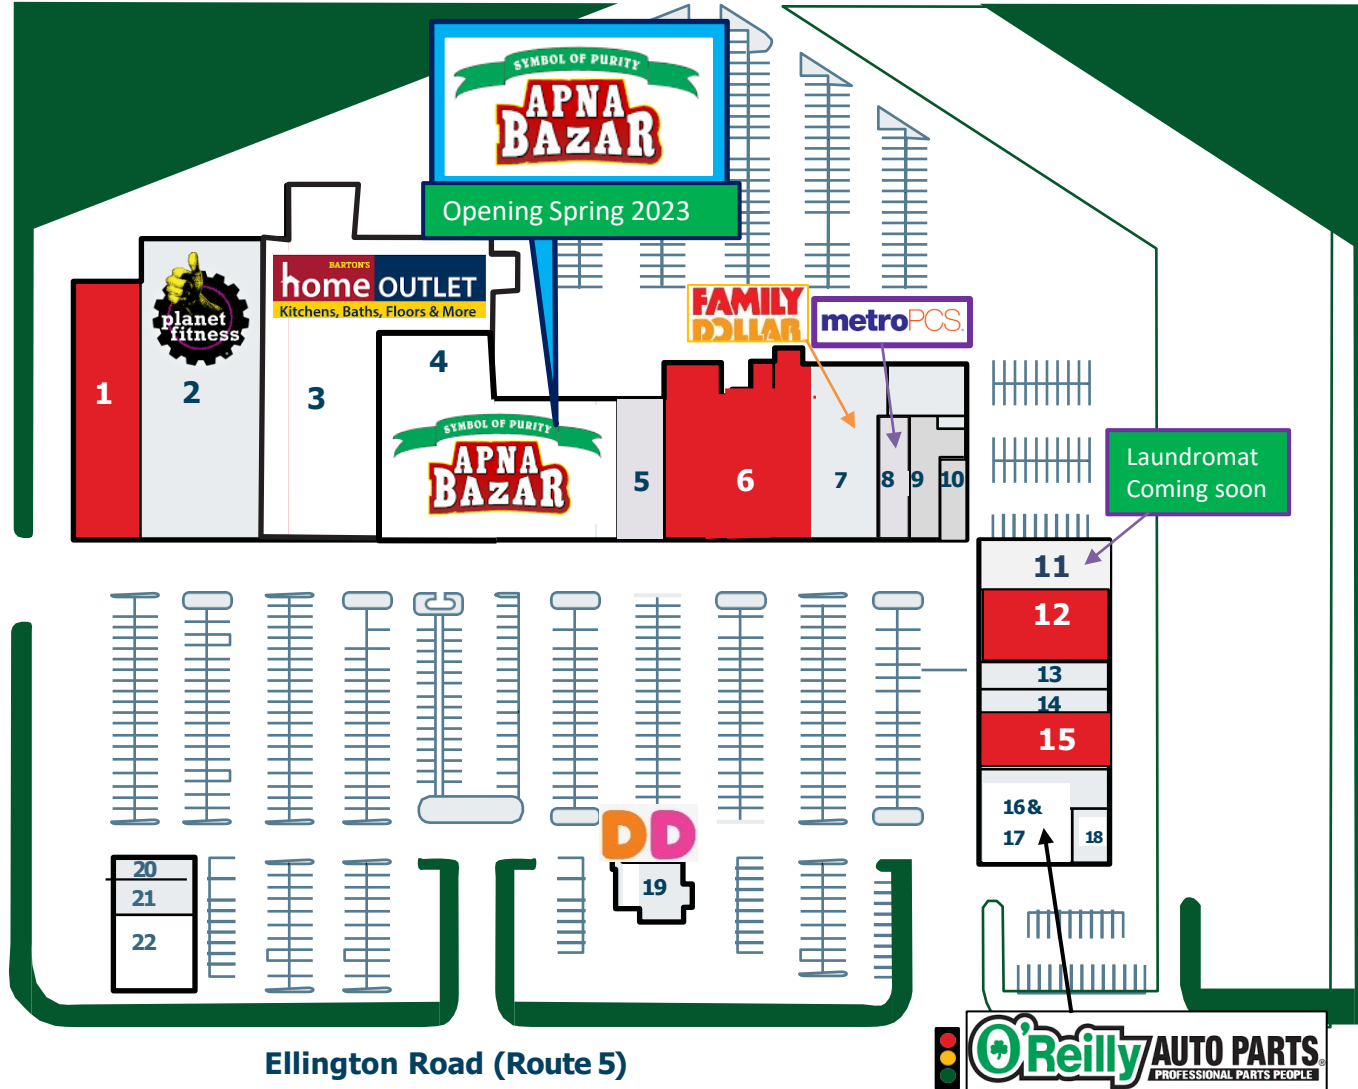 SYMBOL OF PURITY
APNA
BAZAR
Opening Spring 2023
planet
fitness
BARTON'S
home OUTLET
Kitchens, Baths, Floors & More
FAMILY
DOLLAR
metroPCS.
1
2
3
4
SYMBOL OF PURITY
APNA
BAZAR
5
6
7
8
9
10
Laundromat
Coming soon
11
12
13
14
15
16 &
17
18
DD
19
20
21
22
O'Reilly AUTO PARTS
PROFESSIONAL PARTS PEOPLE
Ellington Road (Route 5)